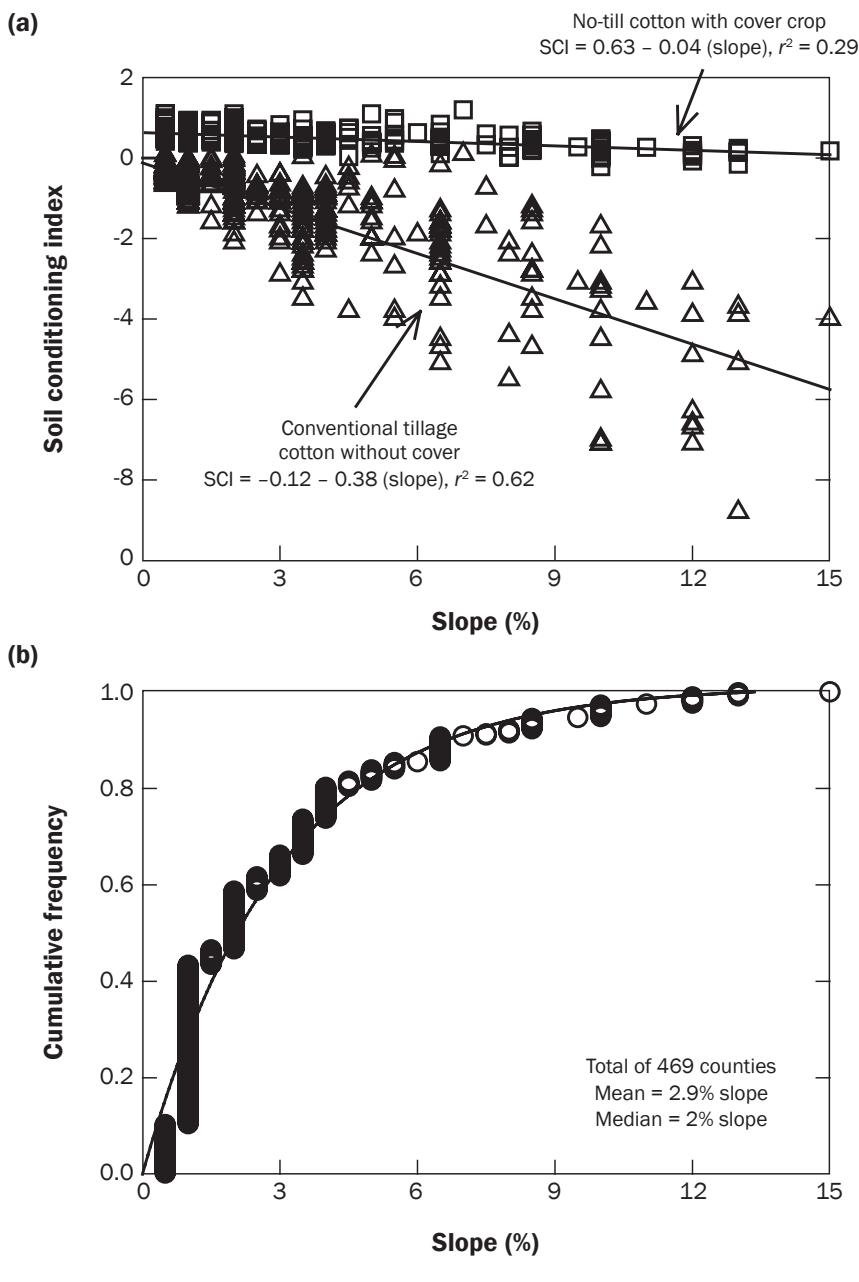 (a)
No-till cotton with cover crop
SCI = 0.63 – 0.04 (slope), r² = 0.29
2
0
-2
-4
-6
-8
0
Soil conditioning index
Conventional tillage
cotton without cover
SCI = –0.12 – 0.38 (slope), r² = 0.62
0 3 6 9 12 15
Slope (%)
(b)
1.0
0.8
0.6
0.4
0.2
0.0
Cumulative frequency
Total of 469 counties
Mean = 2.9% slope
Median = 2% slope
0 3 6 9 12 15
Slope (%)